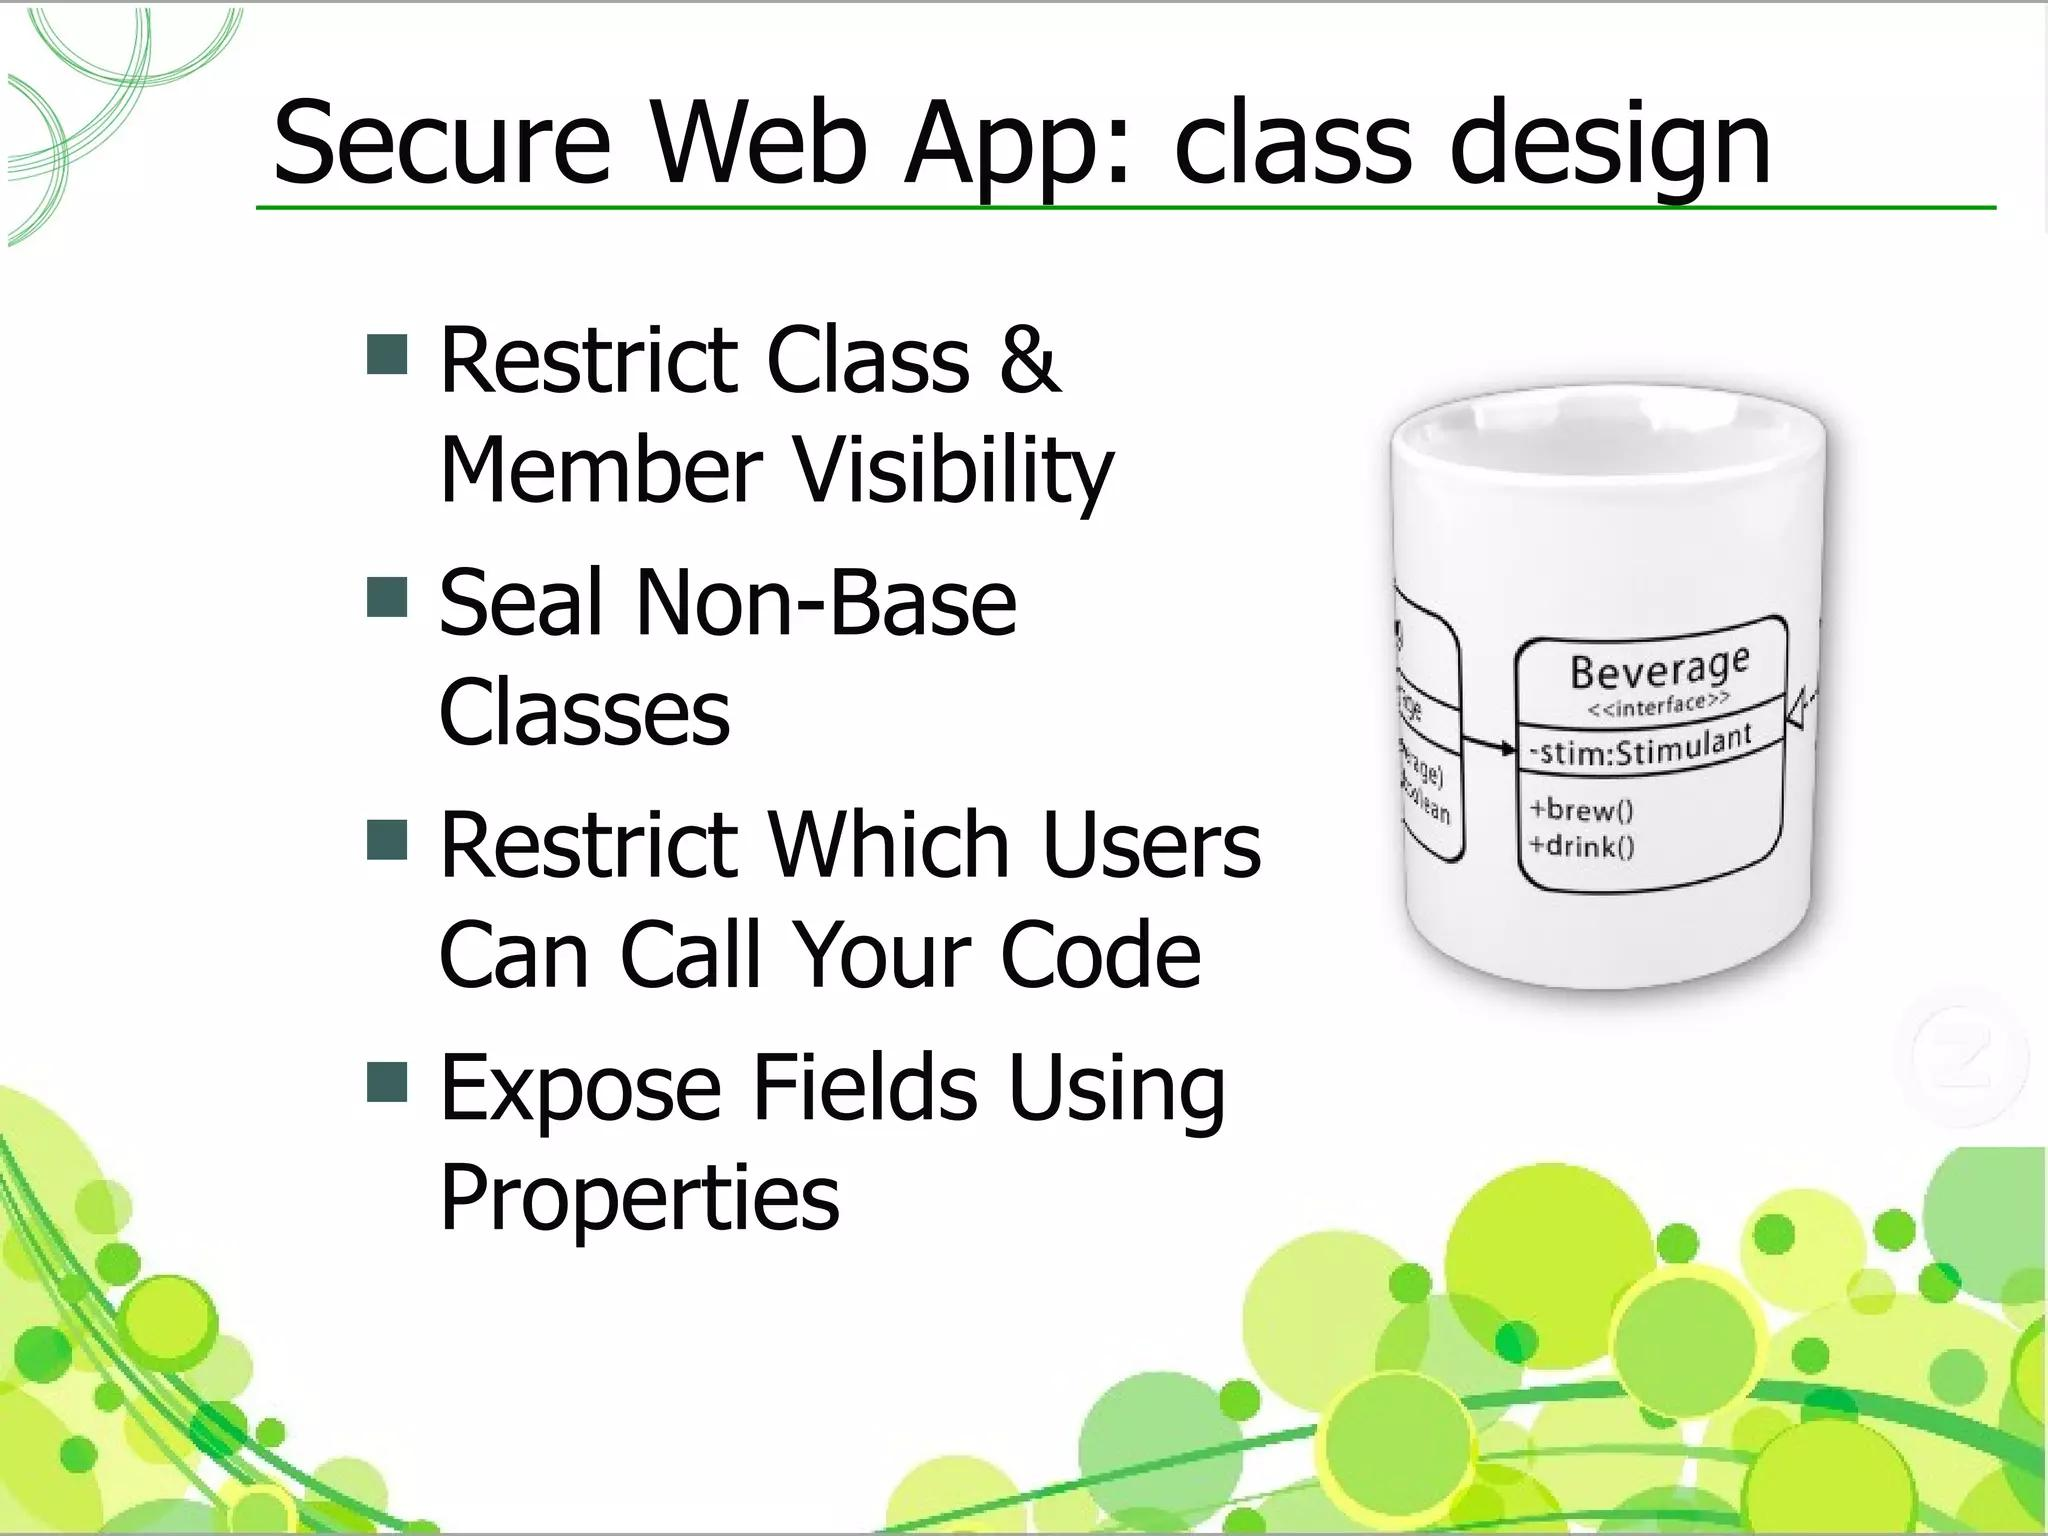 Secure Web App: class design
Restrict Class &
Member Visibility
Seal Non-Base
Classes
Restrict Which Users
Can Call Your Code
Expose Fields Using
Properties
Beverage
<<interface>>
-stim:Stimulant
+brew()
+drink()